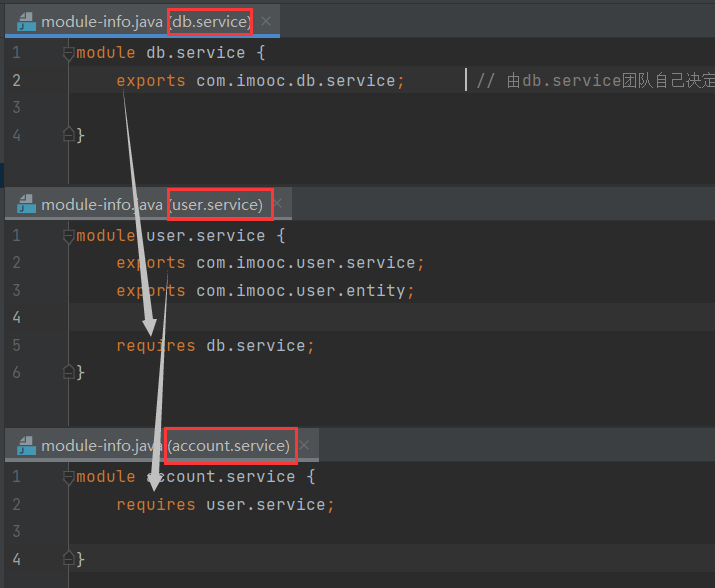 module-info.java (db.service)
1 module db.service {
2 exports com.imooc.db.service; // 由db.service团队自己决定
3
4 }
module-info.java (user.service)
1 module user.service {
2 exports com.imooc.user.service;
3 exports com.imooc.user.entity;
4
5 requires db.service;
6 }
module-info.java (account.service)
1 module account.service {
2 requires user.service;
3
4 }